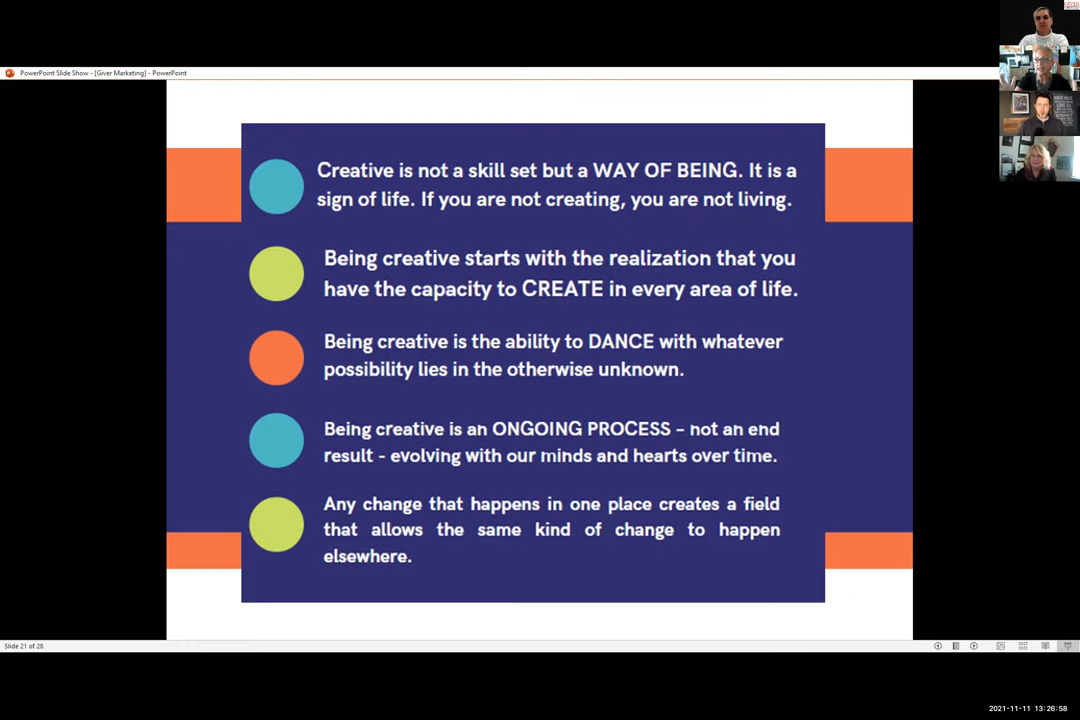 PowerPoint Slide Show - [Giver Marketing] - PowerPoint
Creative is not a skill set but a WAY OF BEING. It is a
sign of life. If you are not creating, you are not living.
Being creative starts with the realization that you
have the capacity to CREATE in every area of life.
Being creative is the ability to DANCE with whatever
possibility lies in the otherwise unknown.
Being creative is an ONGOING PROCESS – not an end
result - evolving with our minds and hearts over time.
Any change that happens in one place creates a field
that allows the same kind of change to happen
elsewhere.
Slide 21 of 28
2021-11-11 13:26:58